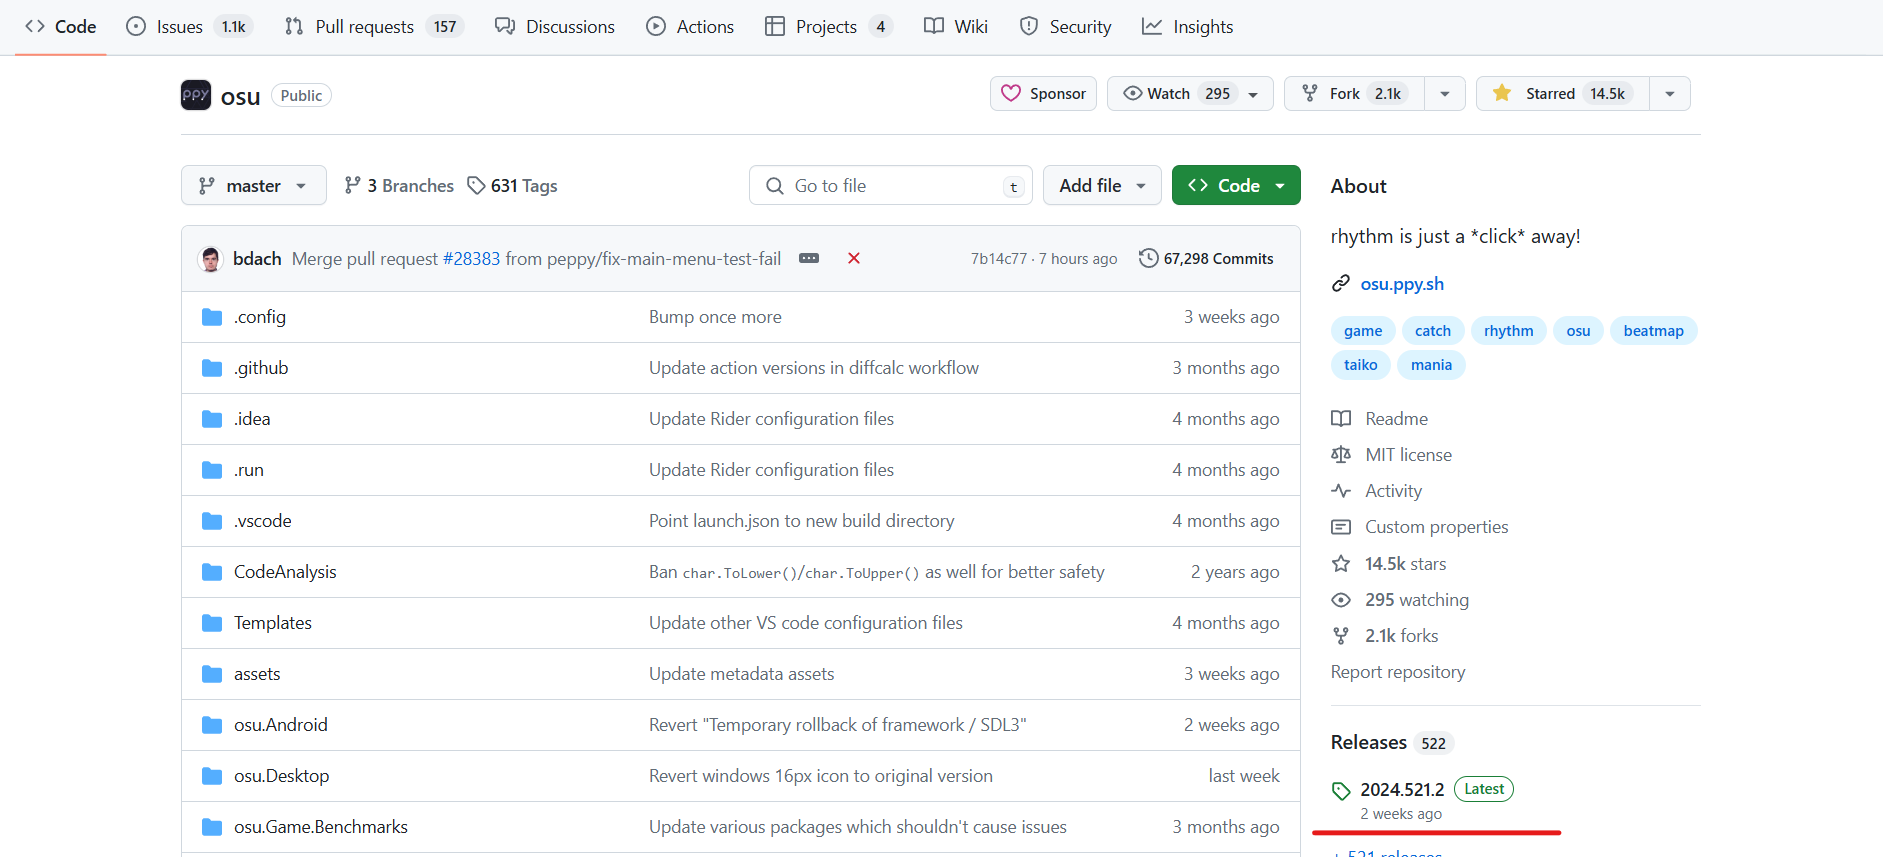 Code Issues 1.1k Pull requests 157 Discussions Actions Projects 4 Wiki Security Insights
ppy osu Public Sponsor Watch 295 Fork 2.1k Starred 14.5k
master 3 Branches 631 Tags Go to file t Add file Code
bdach Merge pull request #28383 from peppy/fix-main-menu-test-fail 7b14c77 · 7 hours ago 67,298 Commits
.config Bump once more 3 weeks ago
.github Update action versions in diffcalc workflow 3 months ago
.idea Update Rider configuration files 4 months ago
.run Update Rider configuration files 4 months ago
.vscode Point launch.json to new build directory 4 months ago
CodeAnalysis Ban char.ToLower()/char.ToUpper() as well for better safety 2 years ago
Templates Update other VS code configuration files 4 months ago
assets Update metadata assets 3 weeks ago
osu.Android Revert "Temporary rollback of framework / SDL3" 2 weeks ago
osu.Desktop Revert windows 16px icon to original version last week
osu.Game.Benchmarks Update various packages which shouldn't cause issues 3 months ago
About
rhythm is just a *click* away!
osu.ppy.sh
game catch rhythm osu beatmap
taiko mania
Readme
MIT license
Activity
Custom properties
14.5k stars
295 watching
2.1k forks
Report repository
Releases 522
2024.521.2 Latest
2 weeks ago
+ 521 releases